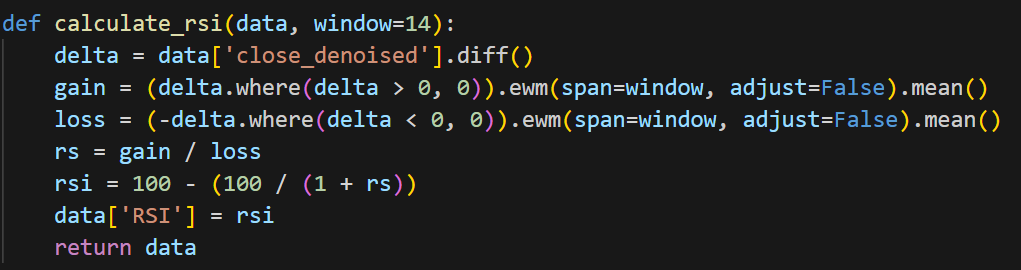 def calculate_rsi(data, window=14):
    delta = data['close_denoised'].diff()
    gain = (delta.where(delta > 0, 0)).ewm(span=window, adjust=False).mean()
    loss = (-delta.where(delta < 0, 0)).ewm(span=window, adjust=False).mean()
    rs = gain / loss
    rsi = 100 - (100 / (1 + rs))
    data['RSI'] = rsi
    return data